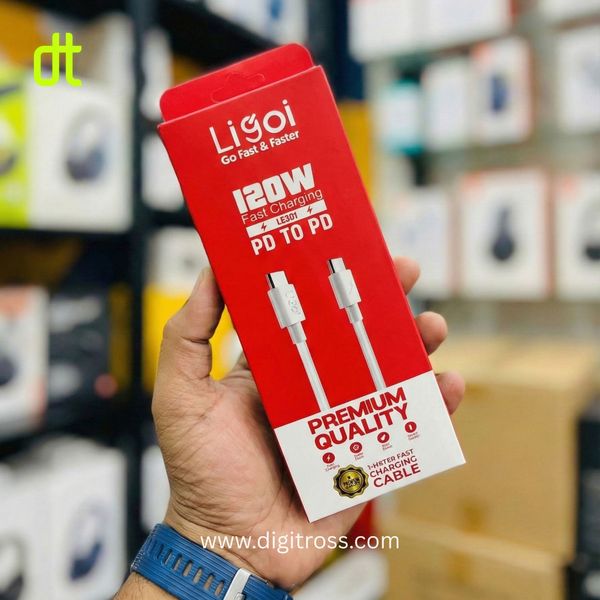 dt
Ligoi
Go Fast & Faster
120W
Fast Charging
LE301
PD TO PD
PREMIUM
QUALITY
1-METER FAST
CHARGING
CABLE
www.digitross.com